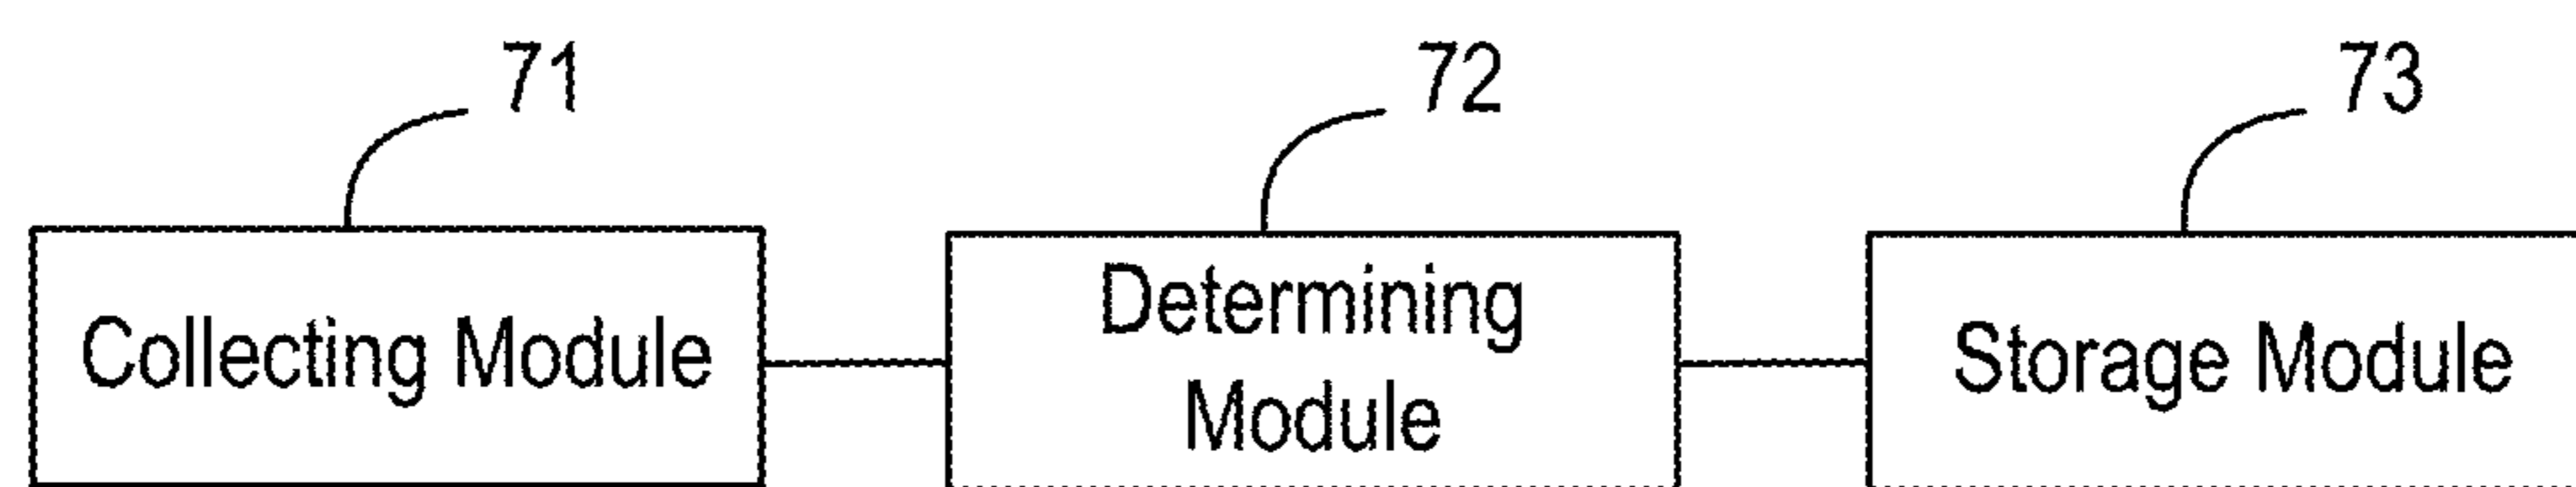 71
72
73
Collecting Module
Determining
Module
Storage Module